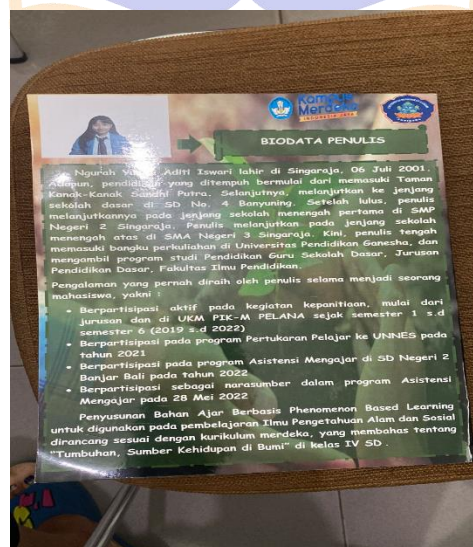 Kampus
Merdeka
INDONESIA JAYA
BIODATA PENULIS
Ngurah Aditi Iswari lahir di Singaraja, 06 Juli 2001.
Adapun, pendidikan yang ditempuh bermulai dari memasuki Taman
Kanak-Kanak Sandhi Putra. Selanjutnya, melanjutkan ke jenjang
sekolah dasar di SD No. 4 Banyuning. Setelah lulus, penulis
melanjutkannya pada jenjang sekolah menengah pertama di SMP
Negeri 2 Singaraja. Penulis melanjutkan pada jenjang sekolah
menengah atas di SMA Negeri 3 Singaraja. Kini, penulis tengah
memasuki bangku perkuliahan di Universitas Pendidikan Ganesha, dan
mengambil program studi Pendidikan Guru Sekolah Dasar, Jurusan
Pendidikan Dasar, Fakultas Ilmu Pendidikan.
Pengalaman yang pernah diraih oleh penulis selama menjadi seorang
mahasiswa, yakni :
• Berpartisipasi aktif pada kegiatan kepanitiaan, mulai dari
jurusan dan di UKM PIK-M PELANA sejak semester 1 s.d
semester 6 (2019 s.d 2022)
• Berpartisipasi pada program Pertukaran Pelajar ke UNNES pada
tahun 2021
• Berpartisipasi pada program Asistensi Mengajar di SD Negeri 2
Banjar Bali pada tahun 2022
• Berpartisipasi sebagai narasumber dalam program Asistensi
Mengajar pada 28 Mei 2022
Penyusunan Bahan Ajar Berbasis Phenomenon Based Learning
untuk digunakan pada pembelajaran Ilmu Pengetahuan Alam dan Sosial
dirancang sesuai dengan kurikulum merdeka, yang membahas tentang
"Tumbuhan, Sumber Kehidupan di Bumi" di kelas IV SD .